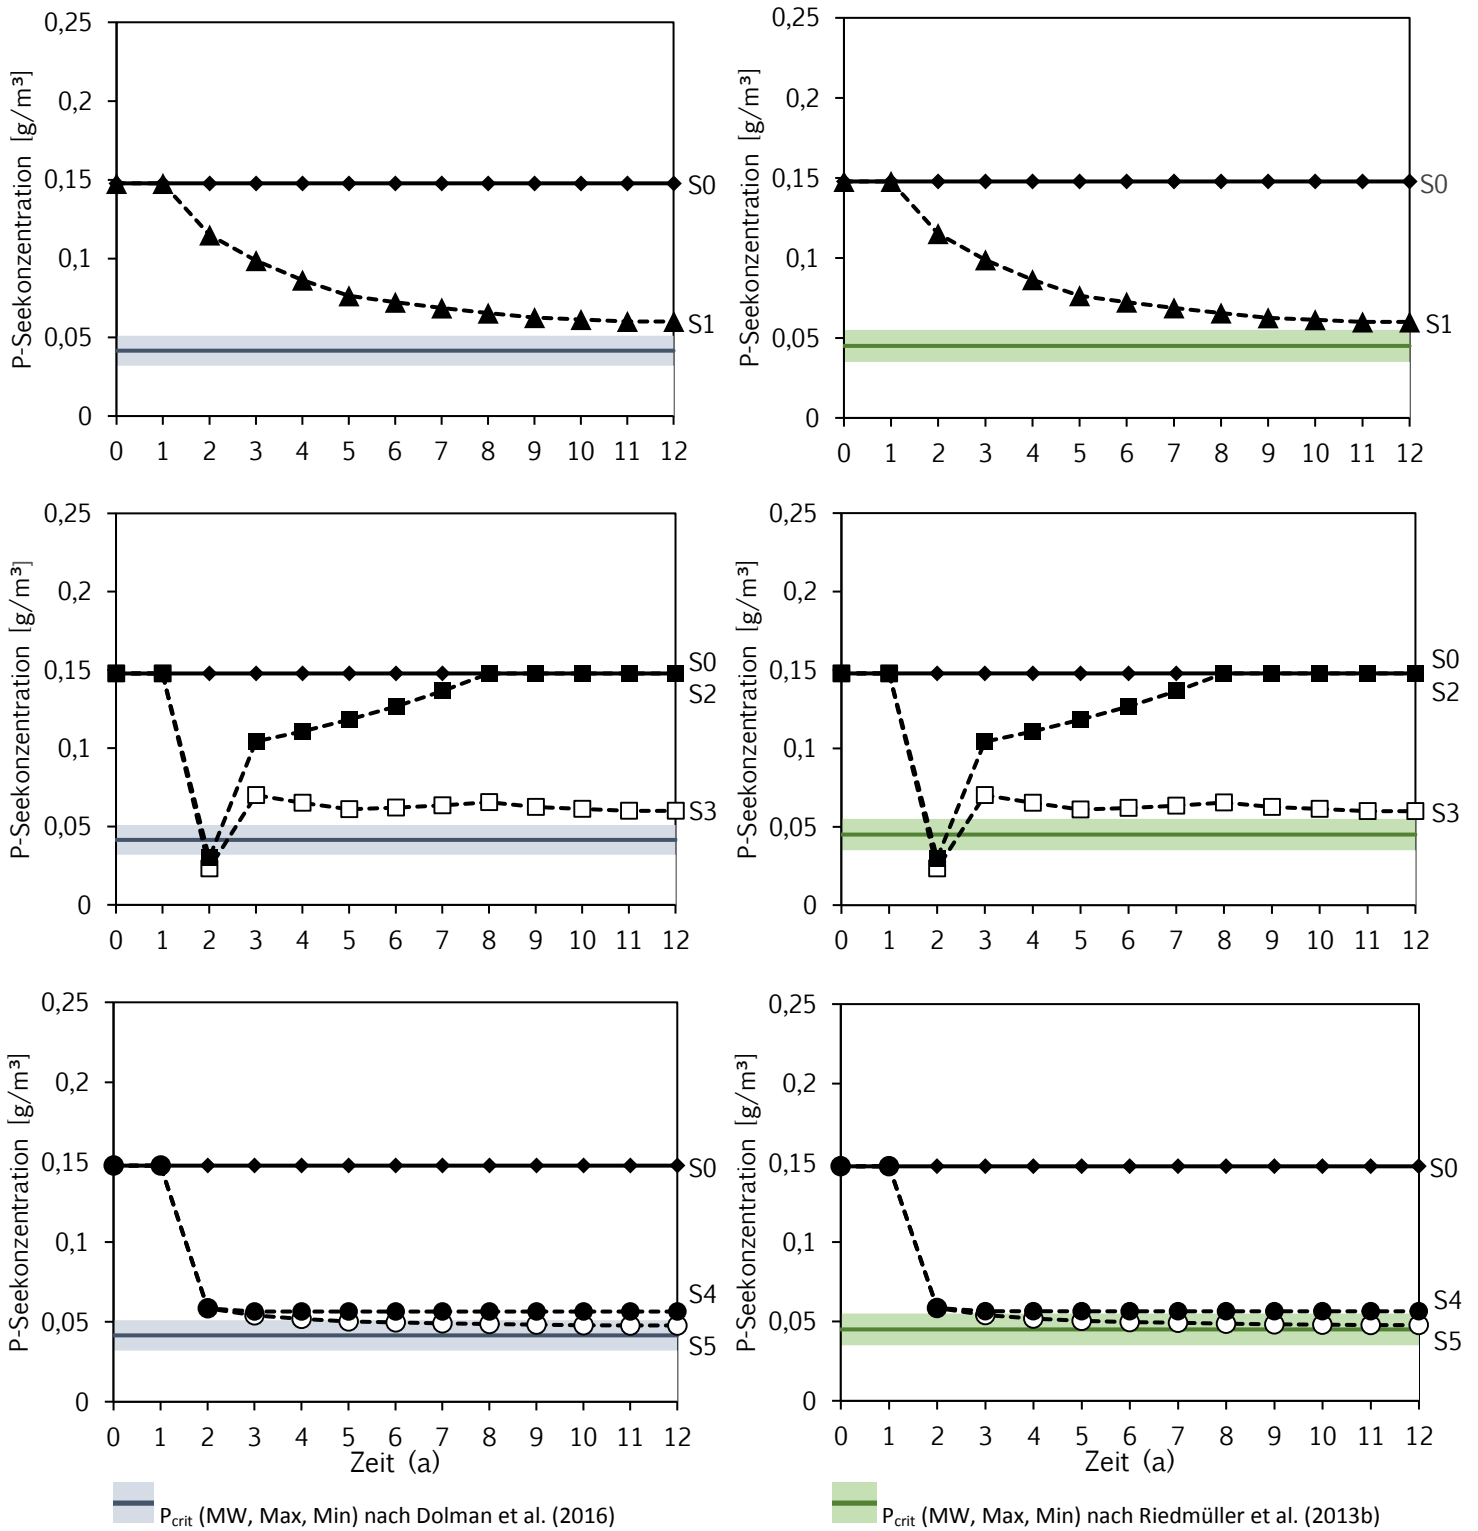 0,25
0,2
0,15
0,1
0,05
0
P-Seekonzentration [g/m³]
S0
S1
0 1 2 3 4 5 6 7 8 9 10 11 12
0,25
0,2
0,15
0,1
0,05
0
P-Seekonzentration [g/m³]
S0
S1
0 1 2 3 4 5 6 7 8 9 10 11 12
0,25
0,2
0,15
0,1
0,05
0
P-Seekonzentration [g/m³]
S0
S2
S3
0 1 2 3 4 5 6 7 8 9 10 11 12
0,25
0,2
0,15
0,1
0,05
0
P-Seekonzentration [g/m³]
S0
S2
S3
0 1 2 3 4 5 6 7 8 9 10 11 12
0,25
0,2
0,15
0,1
0,05
0
P-Seekonzentration [g/m³]
S0
S4
S5
0 1 2 3 4 5 6 7 8 9 10 11 12
Zeit (a)
0,25
0,2
0,15
0,1
0,05
0
P-Seekonzentration [g/m³]
S0
S4
S5
0 1 2 3 4 5 6 7 8 9 10 11 12
Zeit (a)
Pcrit (MW, Max, Min) nach Dolman et al. (2016)
Pcrit (MW, Max, Min) nach Riedmüller et al. (2013b)